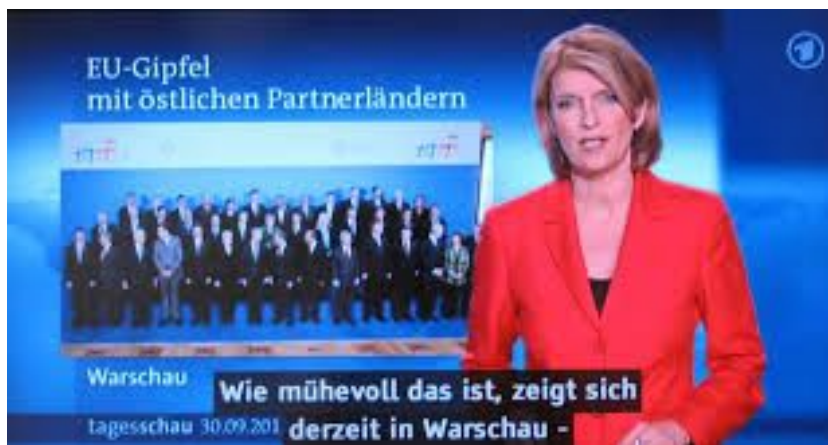 EU-Gipfel
mit östlichen Partnerländern
Warschau
Wie mühevoll das ist, zeigt sich
tagesschau 30.09.201
derzeit in Warschau -